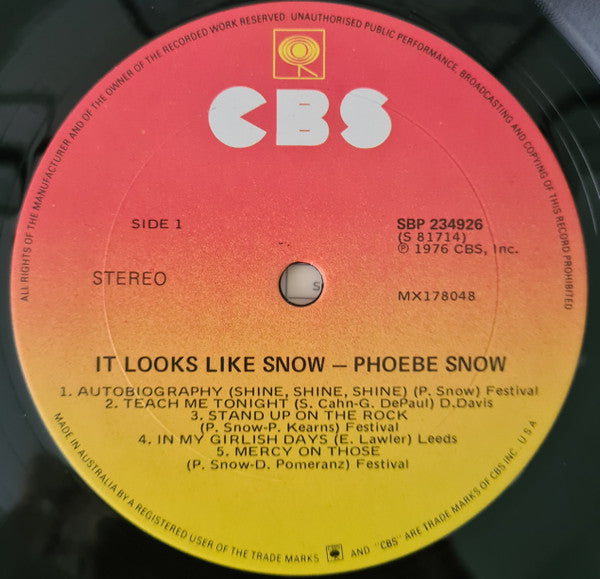 ALL RIGHTS OF THE MANUFACTURER AND OF THE OWNER OF THE RECORDED WORK RESERVED. UNAUTHORISED PUBLIC PERFORMANCE, BROADCASTING AND COPYING OF THIS RECORD PROHIBITED
CBS
SIDE 1
SBP 234926
(S 81714)
℗ 1976 CBS, Inc.
STEREO
S
MX178048
IT LOOKS LIKE SNOW — PHOEBE SNOW
1. AUTOBIOGRAPHY (SHINE, SHINE, SHINE) (P. Snow) Festival
2. TEACH ME TONIGHT (S. Cahn-G. DePaul) D.Davis
3. STAND UP ON THE ROCK
(P. Snow-P. Kearns) Festival
4. IN MY GIRLISH DAYS (E. Lawler) Leeds
5. MERCY ON THOSE
(P. Snow-D. Pomeranz) Festival
MADE IN AUSTRALIA BY A REGISTERED USER OF THE TRADE MARKS AND "CBS" ARE TRADE MARKS OF CBS INC. U S A